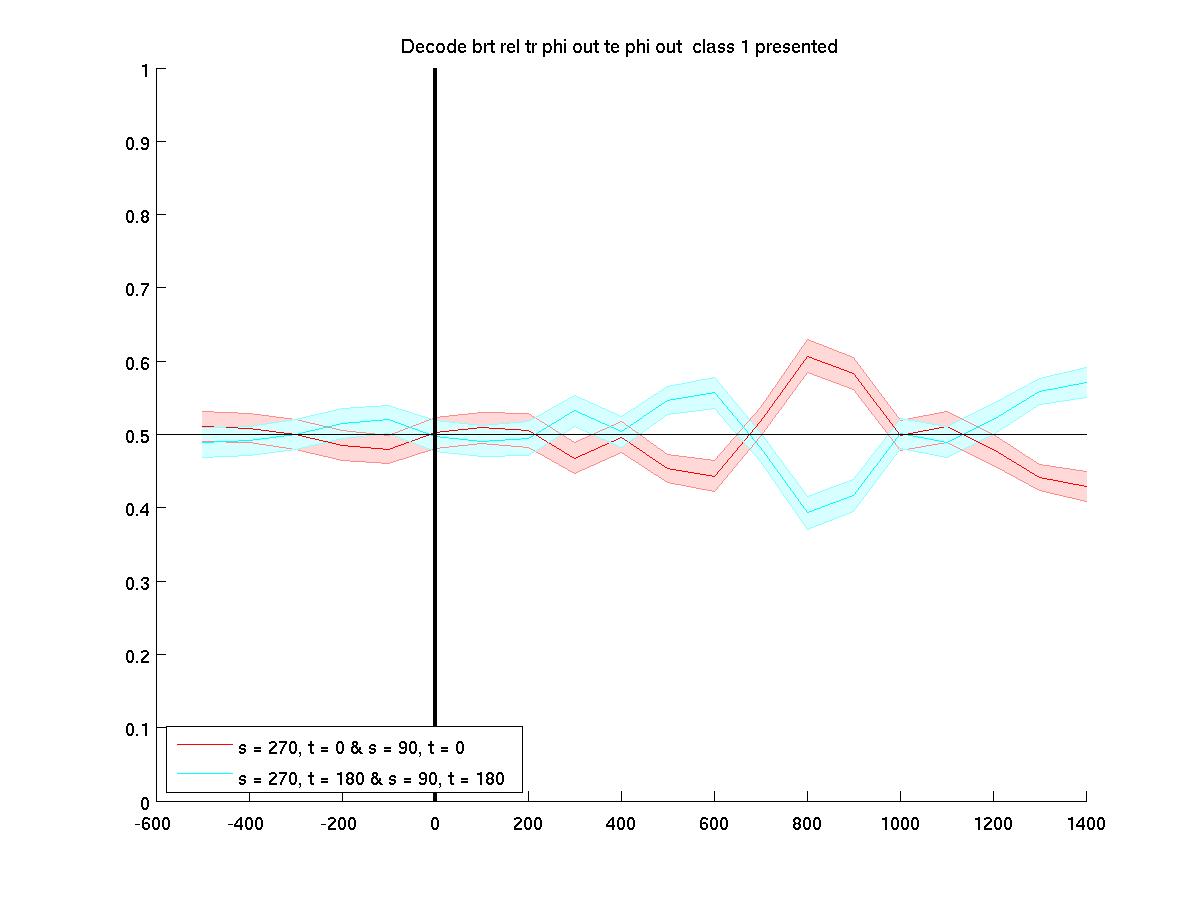 Decode brt rel tr phi out te phi out  class 1 presented
1
0.9
0.8
0.7
0.6
0.5
0.4
0.3
0.2
0.1
0
s = 270, t = 0 & s = 90, t = 0
s = 270, t = 180 & s = 90, t = 180
-600 -400 -200 0 200 400 600 800 1000 1200 1400